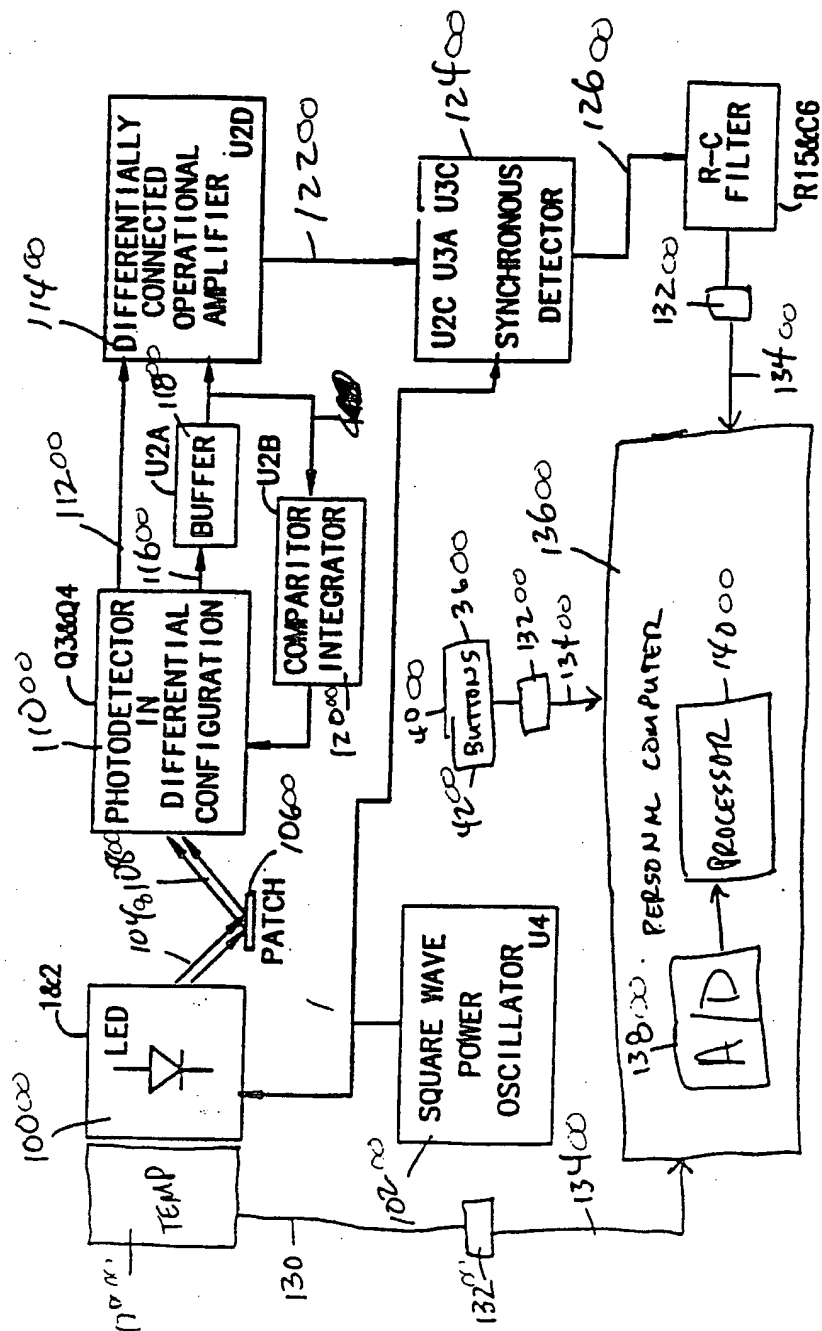 10000
LED
1&2
TEMP
104&10800
PATCH
10600
11000
Q3&Q4
PHOTODETECTOR
IN
DIFFERENTIAL
CONFIGURATION
11200
11600
U2A
BUFFER
11800
U2B
COMPARITOR
INTEGRATOR
12000
11400
DIFFERENTIALLY
CONNECTED
OPERATIONAL
AMPLIFIER
U2D
12200
10200
SQUARE WAVE
POWER
OSCILLATOR
U4
130
13400
4000
4200
BUTTONS
3600
13200
13400
U2C U3A U3C
SYNCHRONOUS
DETECTOR
12400
12600
R-C
FILTER
R15&C6
13200
13400
13600
PERSONAL COMPUTER
13800
A/D
PROCESSOR
14000